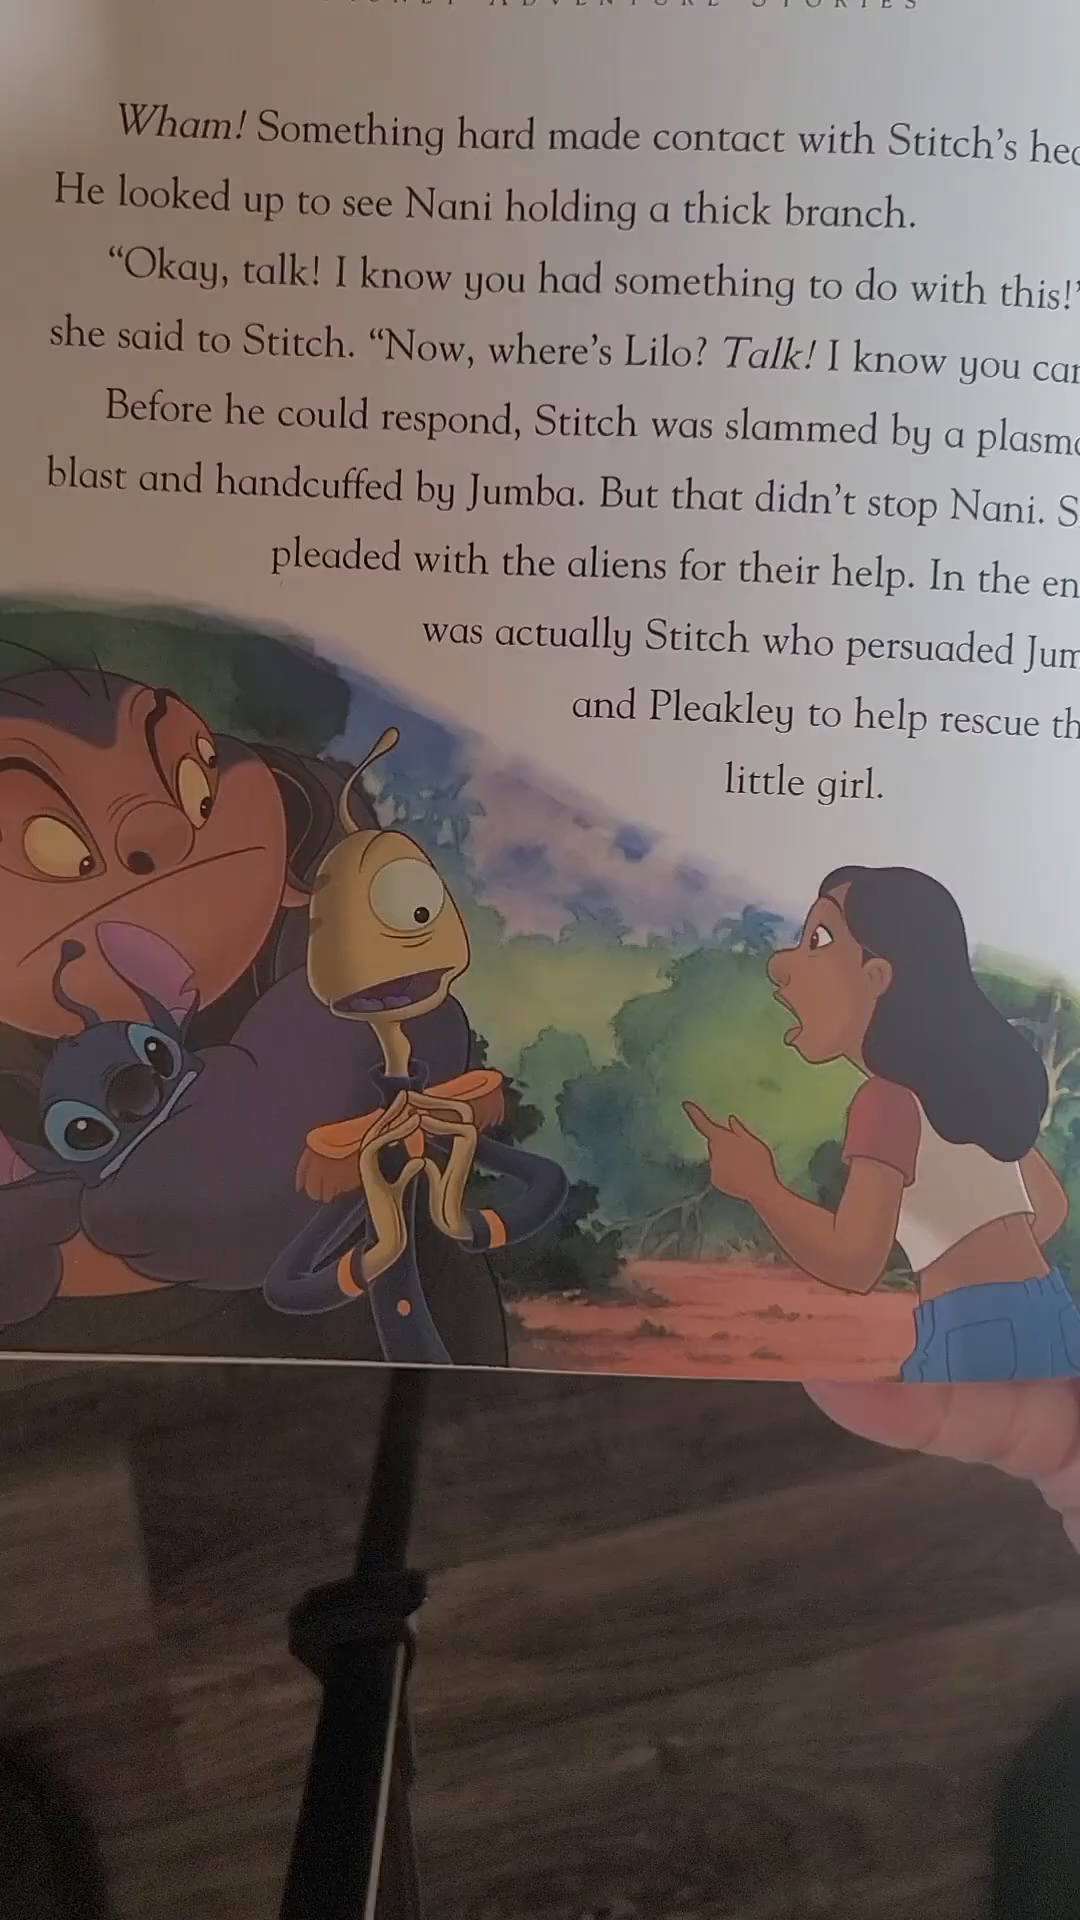 DISNEY ADVENTURE STORIES
Wham! Something hard made contact with Stitch's
He looked up to see Nani holding a thick branch.
“Okay, talk! I know you had something to do with this!”
she said to Stitch. “Now, where's Lilo? Talk! I know you
Before he could respond, Stitch was slammed by a
blast and handcuffed by Jumba. But that didn't stop Nani.
pleaded with the aliens for their help. In the
was actually Stitch who persuaded
and Pleakley to help rescue
little girl.